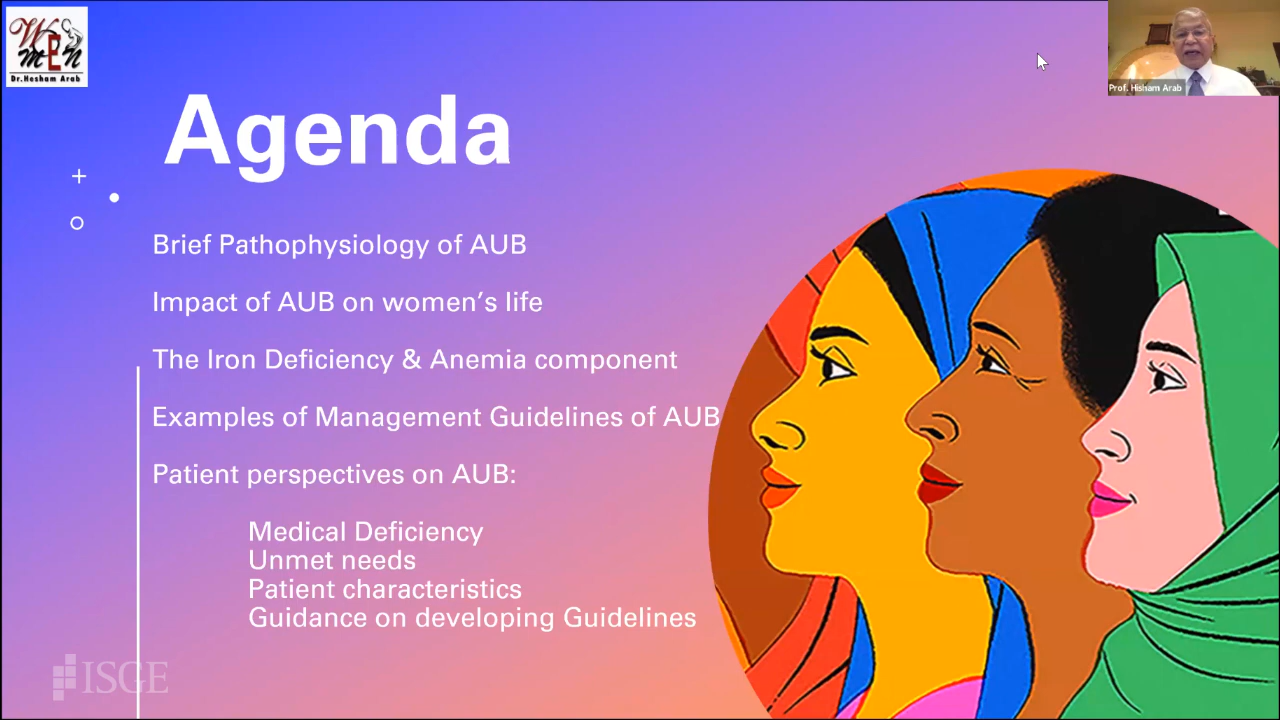 Women
Dr.Hesham Arab
Prof. Hisham Arab
Agenda
Brief Pathophysiology of AUB
Impact of AUB on women’s life
The Iron Deficiency & Anemia component
Examples of Management Guidelines of AUB
Patient perspectives on AUB:
Medical Deficiency
Unmet needs
Patient characteristics
Guidance on developing Guidelines
ISGE